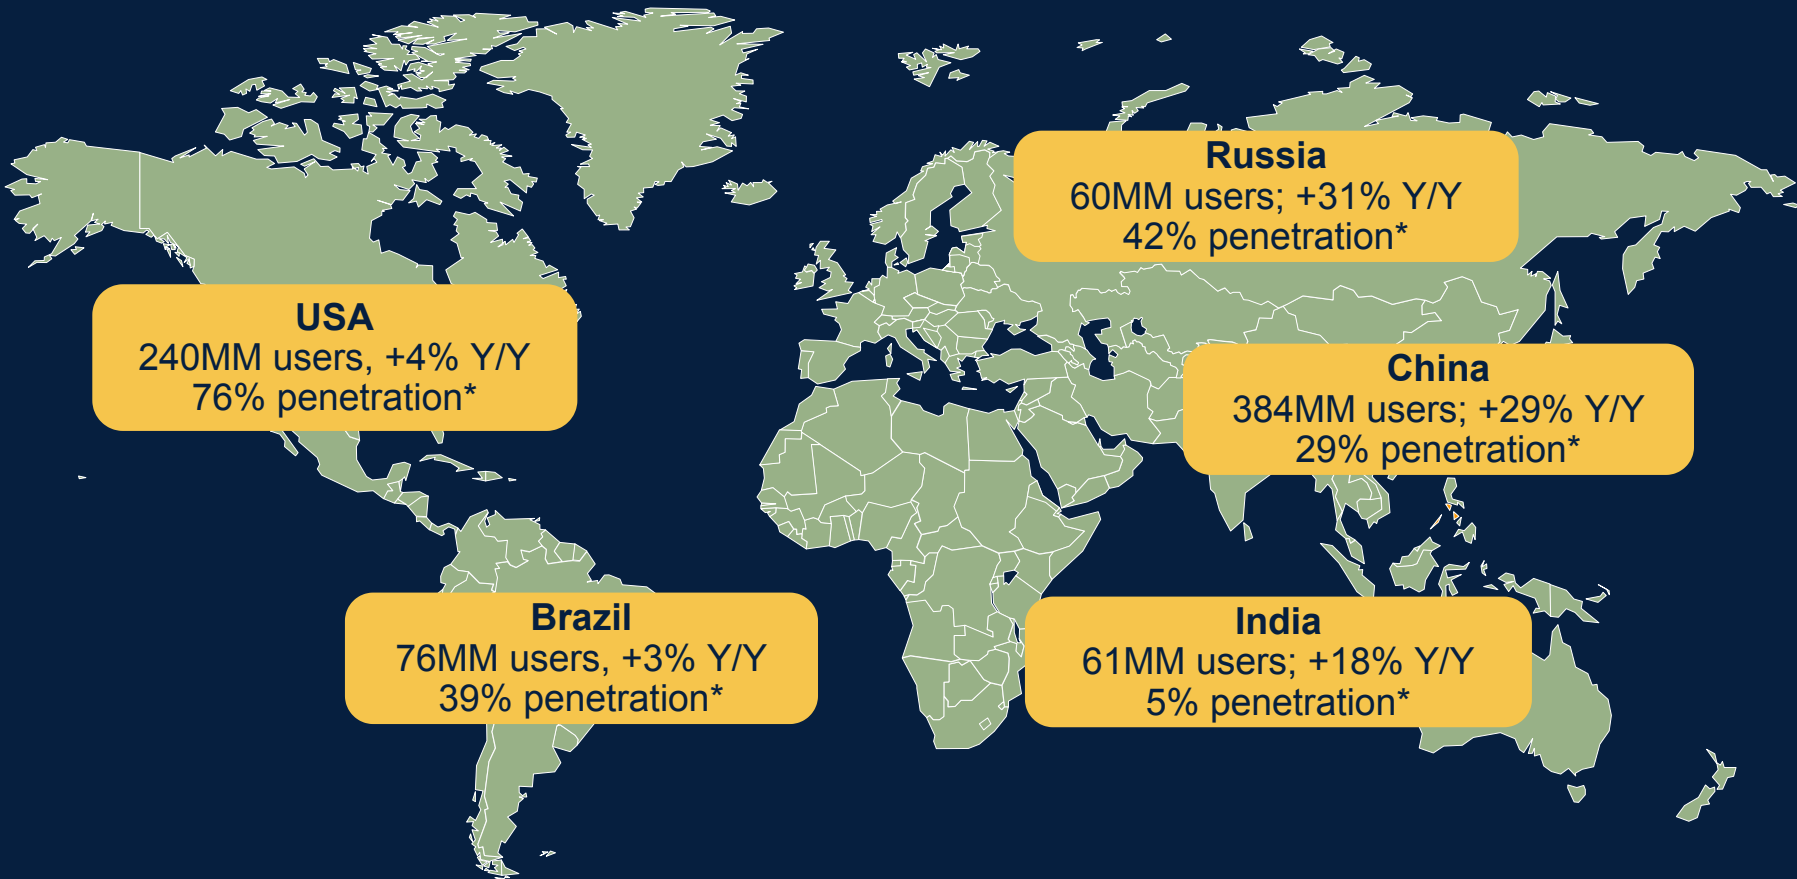 Russia
60MM users; +31% Y/Y
42% penetration*
USA
240MM users, +4% Y/Y
76% penetration*
China
384MM users; +29% Y/Y
29% penetration*
Brazil
76MM users, +3% Y/Y
39% penetration*
India
61MM users; +18% Y/Y
5% penetration*